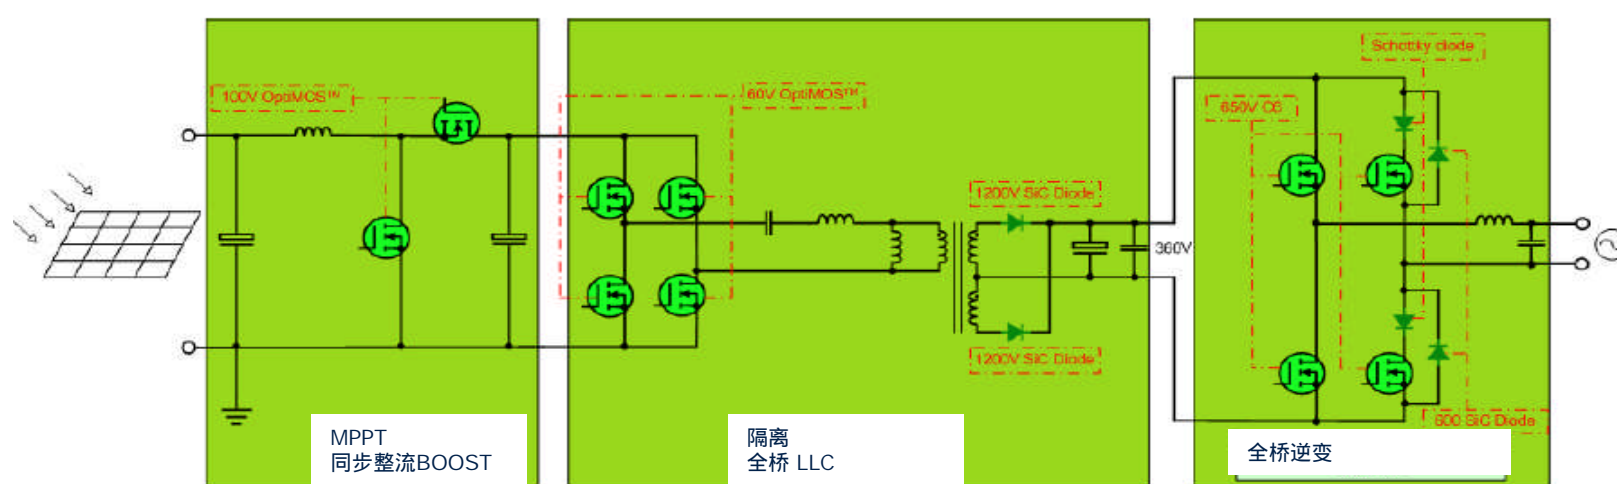 100V OptiMOS™
60V OptiMOS™
1200V SiC Diode
1200V SiC Diode
360V
Schottky diode
650V C6
600 SiC Diode
MPPT
同步整流BOOST
隔离
全桥 LLC
全桥逆变